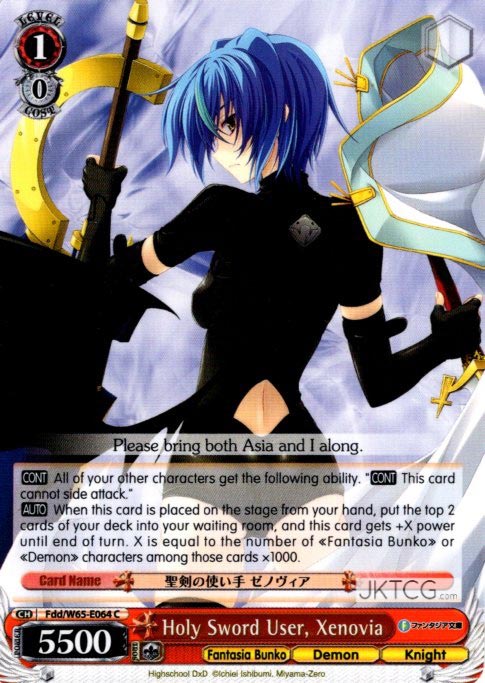 LEVEL
1
0
COST
Please bring both Asia and I along.
CONT All of your other characters get the following ability. "CONT This card
cannot side attack."
AUTO When this card is placed on the stage from your hand, put the top 2
cards of your deck into your waiting room, and this card gets +X power
until end of turn. X is equal to the number of «Fantasia Bunko» or
«Demon» characters among those cards ×1000.
Card Name 聖剣の使い手 ゼノヴィア
JKTCG.com
CH Fdd/W65-E064 C
POWER 5500 SOUL Holy Sword User, Xenovia ファンタジア文庫
Fantasia Bunko Demon Knight
Highschool DxD ©Ichiei Ishibumi, Miyama-Zero